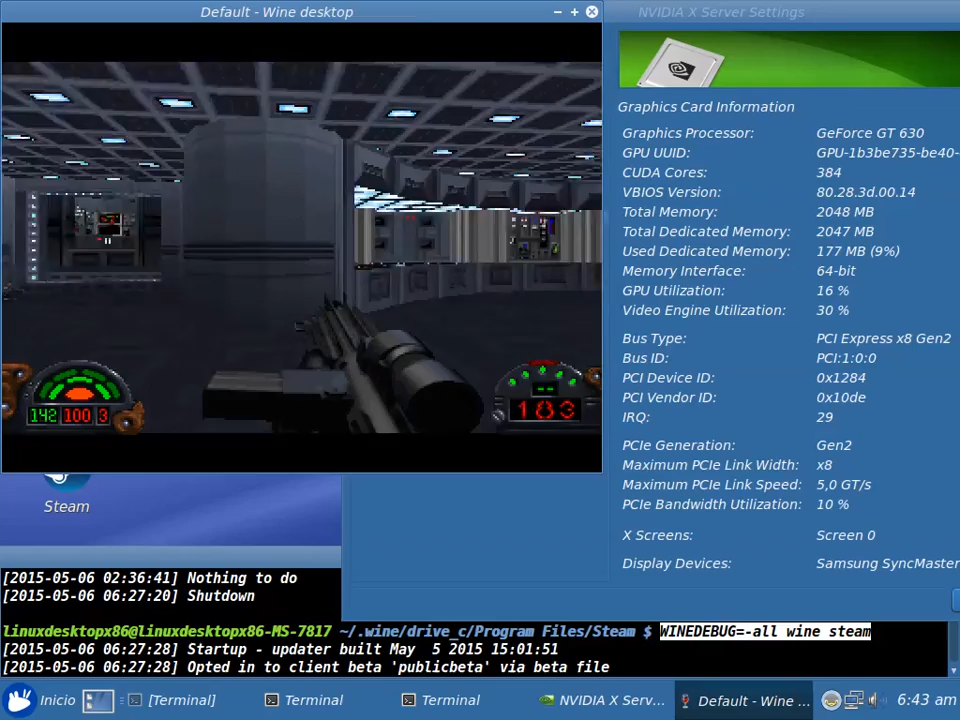 Default - Wine desktop
NVIDIA X Server Settings
142 100 3
183
Graphics Card Information
Graphics Processor: GeForce GT 630
GPU UUID: GPU-1b3be735-be40-
CUDA Cores: 384
VBIOS Version: 80.28.3d.00.14
Total Memory: 2048 MB
Total Dedicated Memory: 2047 MB
Used Dedicated Memory: 177 MB (9%)
Memory Interface: 64-bit
GPU Utilization: 16 %
Video Engine Utilization: 30 %
Bus Type: PCI Express x8 Gen2
Bus ID: PCI:1:0:0
PCI Device ID: 0x1284
PCI Vendor ID: 0x10de
IRQ: 29
PCIe Generation: Gen2
Maximum PCIe Link Width: x8
Maximum PCIe Link Speed: 5,0 GT/s
PCIe Bandwidth Utilization: 10 %
X Screens: Screen 0
Display Devices: Samsung SyncMaster
Steam
[2015-05-06 02:36:41] Nothing to do
[2015-05-06 06:27:20] Shutdown
linuxdesktopx86@linuxdesktopx86-MS-7817 ~/.wine/drive_c/Program Files/Steam $ WINEDEBUG=-all wine steam
[2015-05-06 06:27:28] Startup - updater built May  5 2015 15:01:51
[2015-05-06 06:27:28] Opted in to client beta 'publicbeta' via beta file
Inicio [Terminal] Terminal Terminal NVIDIA X Serv... Default - Wine ... 6:43 am